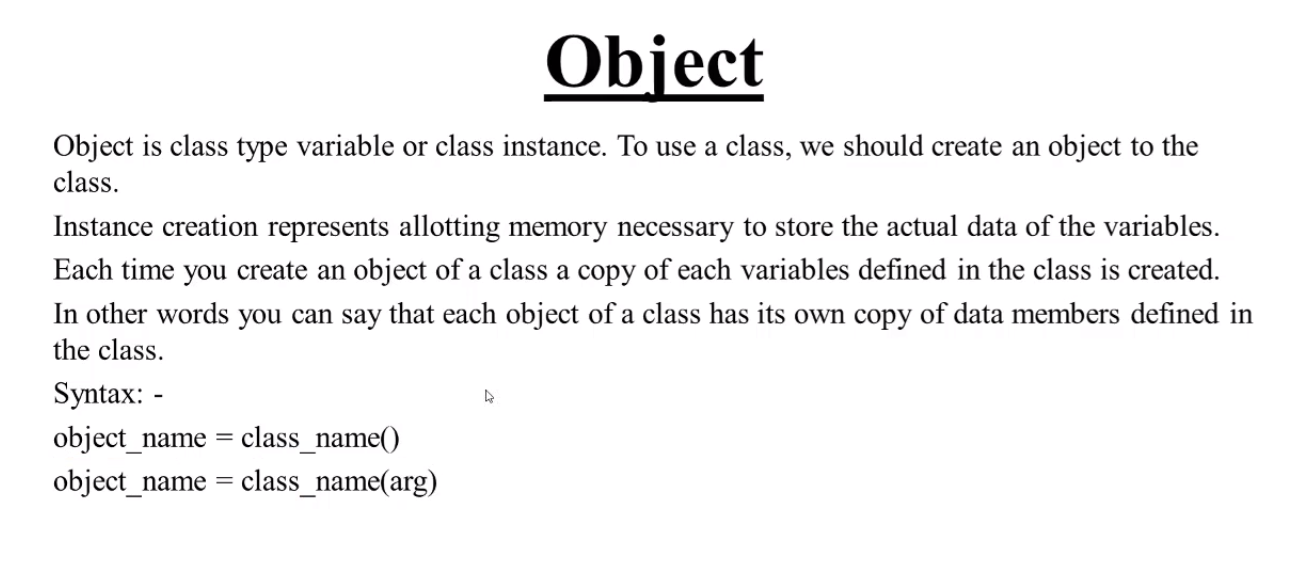 Object
Object is class type variable or class instance. To use a class, we should create an object to the
class.
Instance creation represents allotting memory necessary to store the actual data of the variables.
Each time you create an object of a class a copy of each variables defined in the class is created.
In other words you can say that each object of a class has its own copy of data members defined in
the class.
Syntax: -
object_name = class_name()
object_name = class_name(arg)